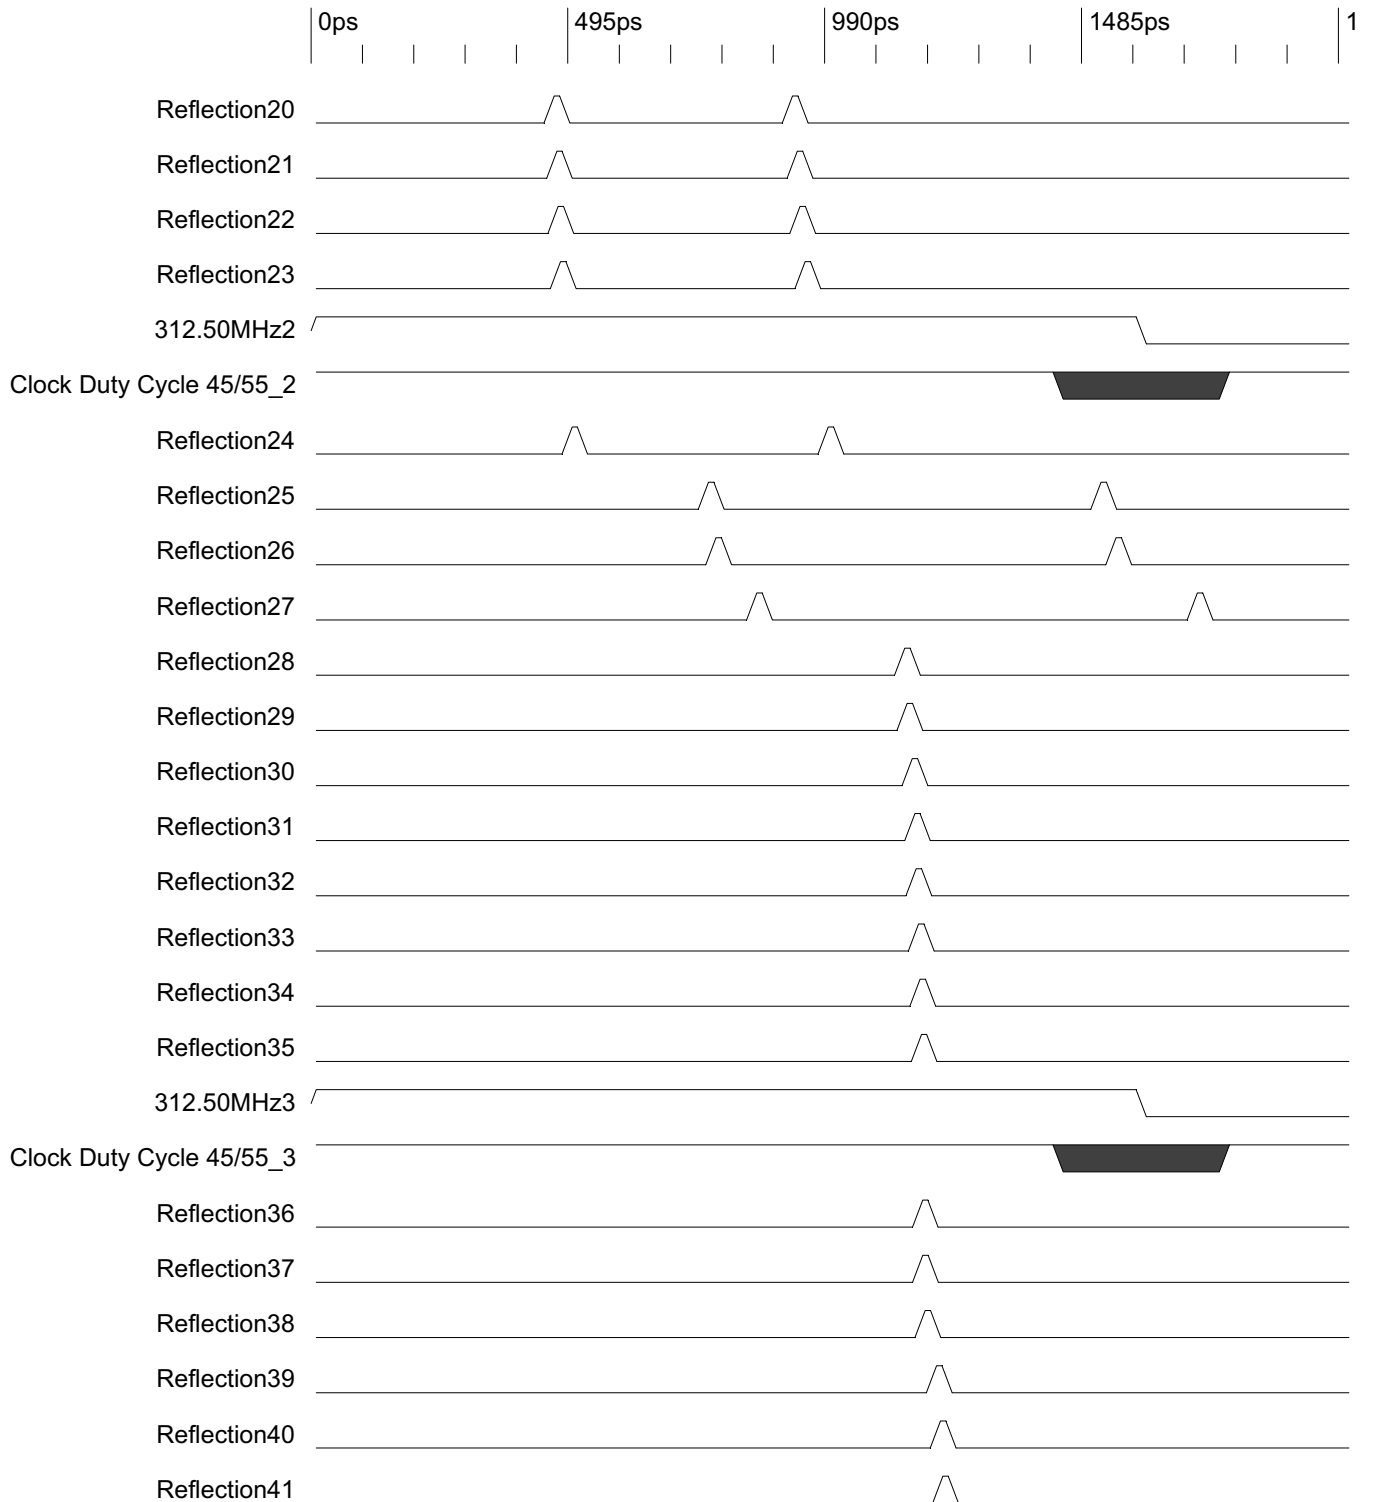 0ps 495ps 990ps 1485ps 1
Reflection20
Reflection21
Reflection22
Reflection23
312.50MHz2
Clock Duty Cycle 45/55_2
Reflection24
Reflection25
Reflection26
Reflection27
Reflection28
Reflection29
Reflection30
Reflection31
Reflection32
Reflection33
Reflection34
Reflection35
312.50MHz3
Clock Duty Cycle 45/55_3
Reflection36
Reflection37
Reflection38
Reflection39
Reflection40
Reflection41